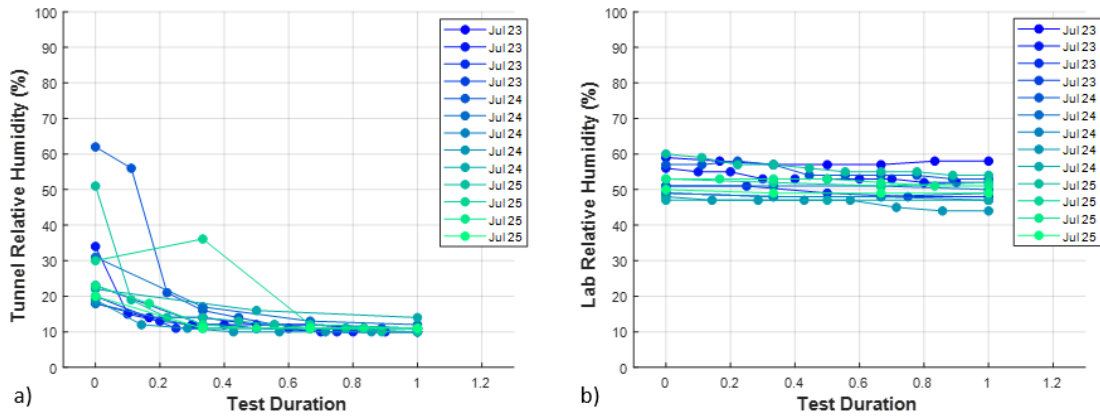 100
90
80
70
60
50
40
30
20
10
0
Tunnel Relative Humidity (%)
0
0.2
0.4
0.6
0.8
1
1.2
Test Duration
a)
Jul 23
Jul 23
Jul 23
Jul 23
Jul 24
Jul 24
Jul 24
Jul 24
Jul 24
Jul 25
Jul 25
Jul 25
Jul 25
100
90
80
70
60
50
40
30
20
10
0
Lab Relative Humidity (%)
0
0.2
0.4
0.6
0.8
1
1.2
Test Duration
b)
Jul 23
Jul 23
Jul 23
Jul 23
Jul 24
Jul 24
Jul 24
Jul 24
Jul 24
Jul 25
Jul 25
Jul 25
Jul 25